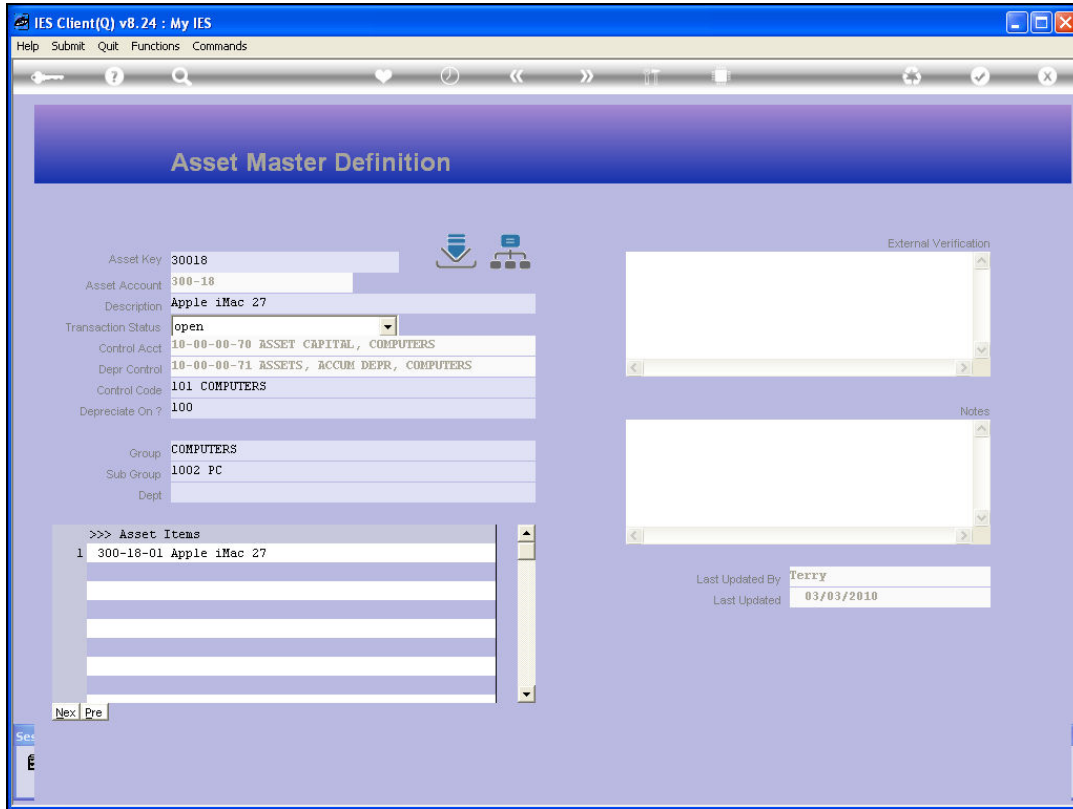 IES Client(Q) v8.24 : My IES
Help Submit Quit Functions Commands
Asset Master Definition
Asset Key 30018
Asset Account 300-18
Description Apple iMac 27
Transaction Status open
Control Acct 10-00-00-70 ASSET CAPITAL, COMPUTERS
Depr Control 10-00-00-71 ASSETS, ACCUM DEPR, COMPUTERS
Control Code 101 COMPUTERS
Depreciate On ? 100
Group COMPUTERS
Sub Group 1002 PC
Dept
>>> Asset Items
1 300-18-01 Apple iMac 27
Nex Pre
External Verification
Notes
Last Updated By Terry
Last Updated 03/03/2010